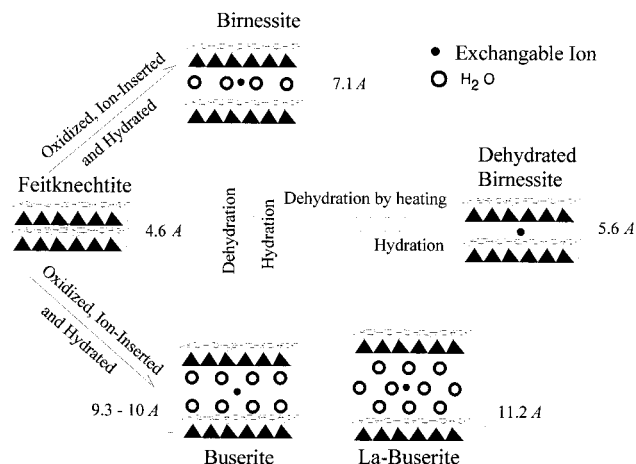 Birnessite
Exchangable Ion
H2O
7.1 A
Oxidized, Ion-Inserted
and Hydrated
Feitknechtite
4.6 A
Dehydration
Hydration
Dehydration by heating
Hydration
Dehydrated
Birnessite
5.6 A
Oxidized, Ion-Inserted
and Hydrated
9.3 - 10 A
Buserite
11.2 A
La-Buserite